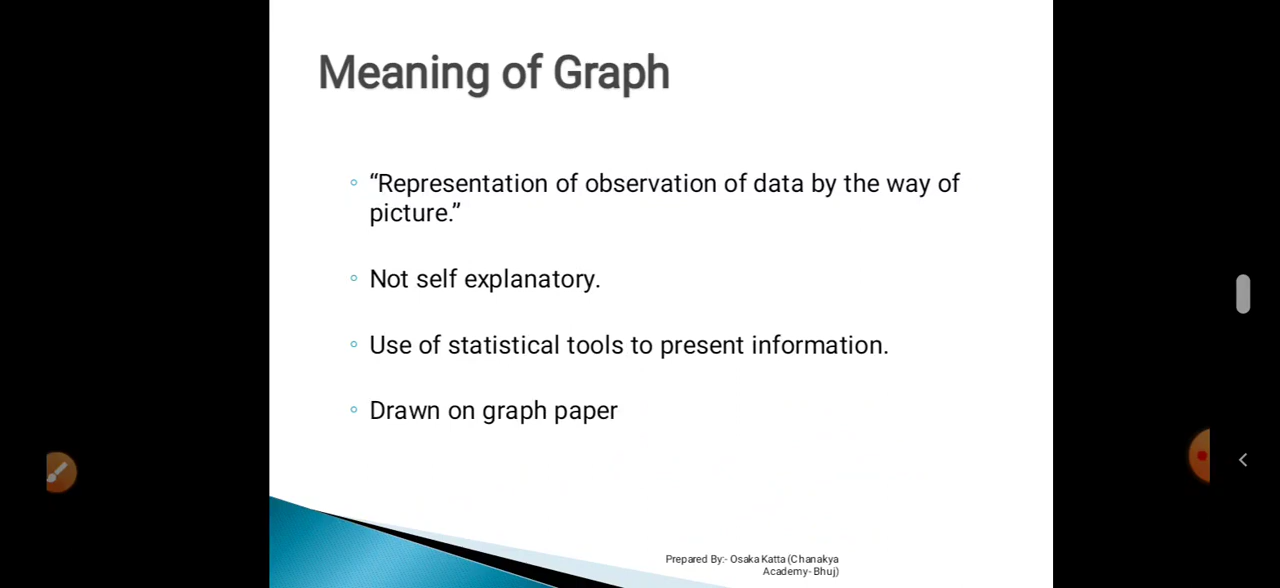 Meaning of Graph
“Representation of observation of data by the way of
picture.”
Not self explanatory.
Use of statistical tools to present information.
Drawn on graph paper
Prepared By:- Osaka Katta (Chanakya
Academy- Bhuj)